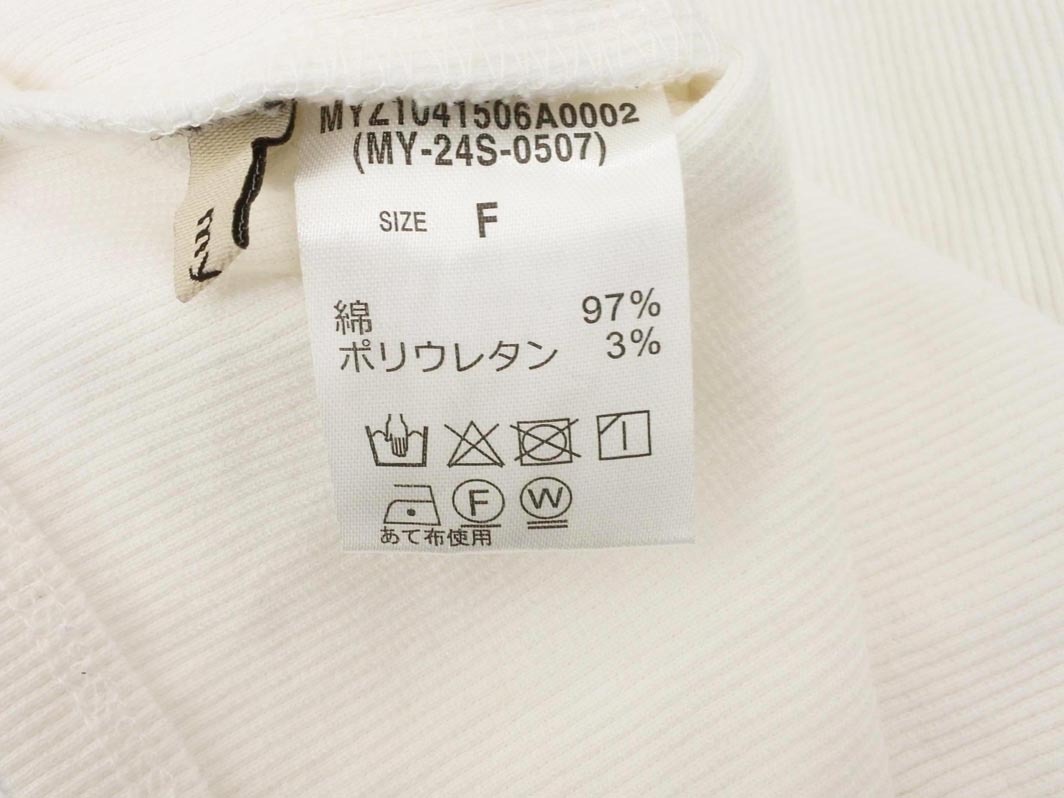 MYZ1041506A0002
(MY-24S-0507)
SIZE F
綿 97%
ポリウレタン 3%
F W
あて布使用
my